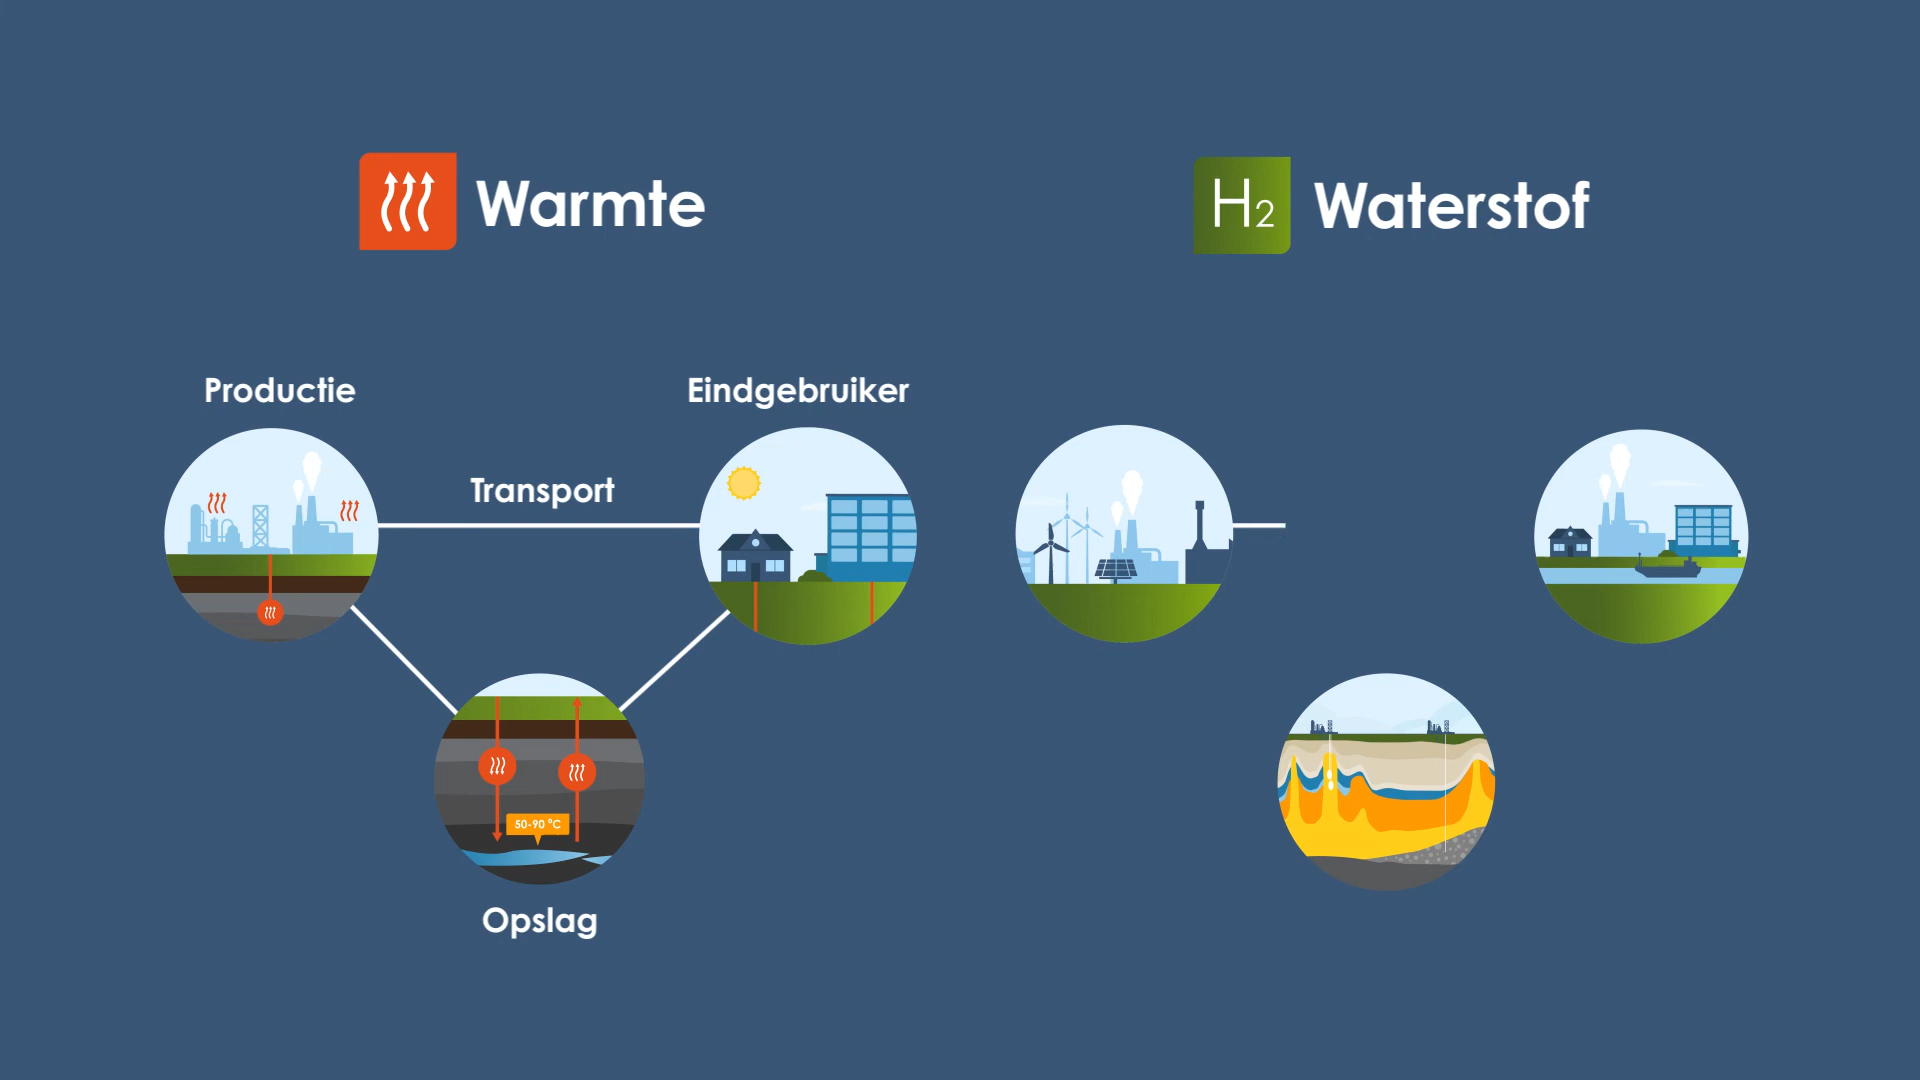 Warmte
H2 Waterstof
Productie
Eindgebruiker
Transport
50-90 °C
Opslag